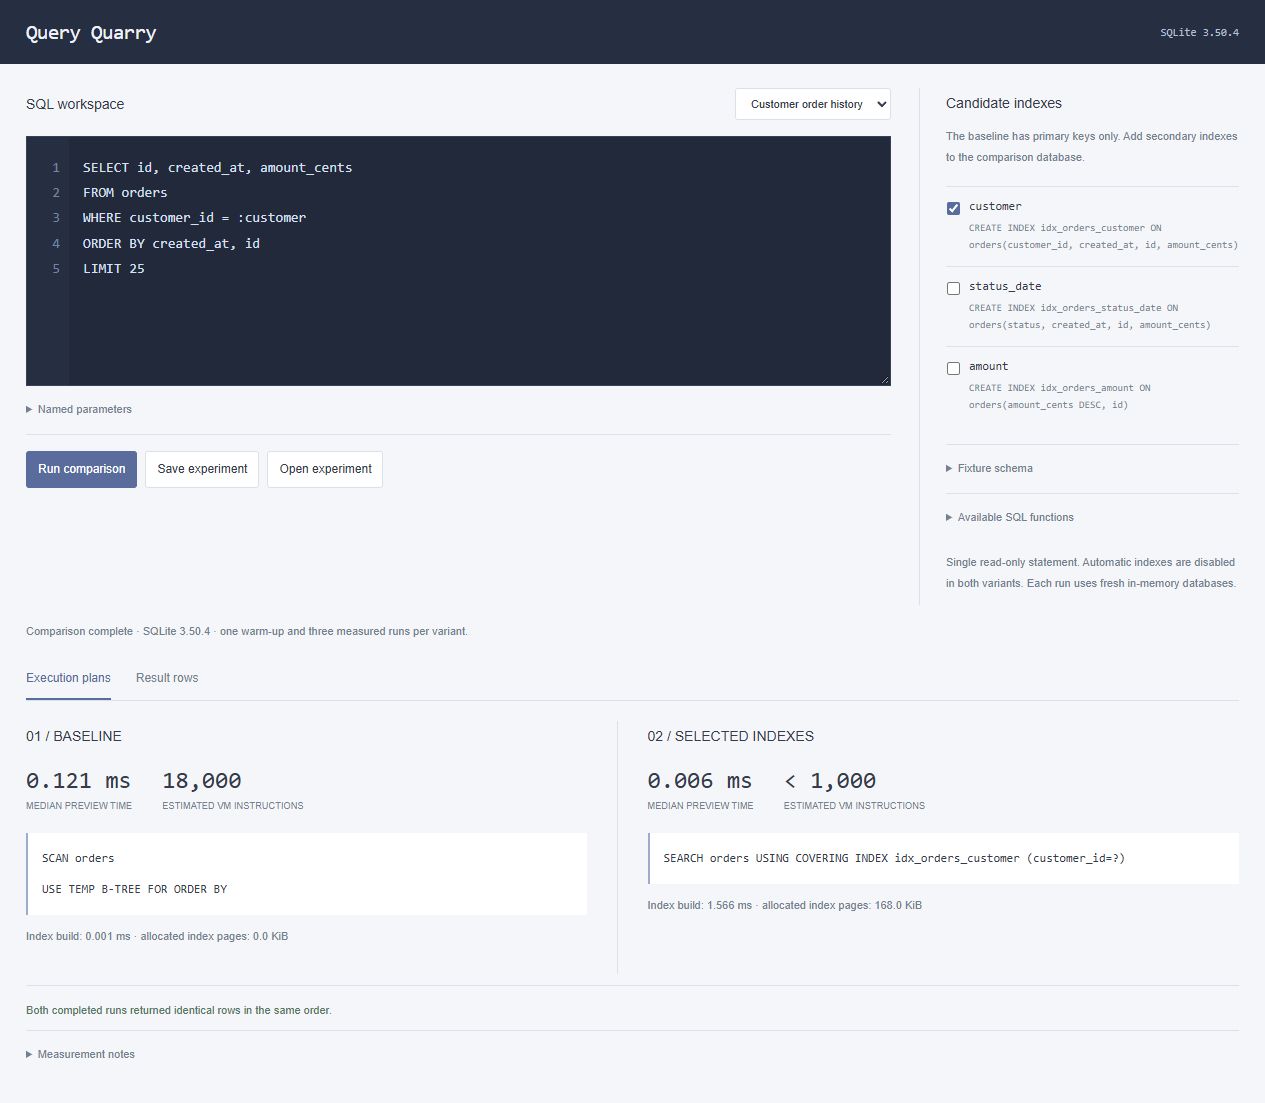 Query Quarry
SQLite 3.50.4
SQL workspace
Customer order history
1 SELECT id, created_at, amount_cents
2 FROM orders
3 WHERE customer_id = :customer
4 ORDER BY created_at, id
5 LIMIT 25
Named parameters
Run comparison
Save experiment
Open experiment
Candidate indexes
The baseline has primary keys only. Add secondary indexes
to the comparison database.
customer
CREATE INDEX idx_orders_customer ON
orders(customer_id, created_at, id, amount_cents)
status_date
CREATE INDEX idx_orders_status_date ON
orders(status, created_at, id, amount_cents)
amount
CREATE INDEX idx_orders_amount ON
orders(amount_cents DESC, id)
Fixture schema
Available SQL functions
Single read-only statement. Automatic indexes are disabled
in both variants. Each run uses fresh in-memory databases.
Comparison complete · SQLite 3.50.4 · one warm-up and three measured runs per variant.
Execution plans
Result rows
01 / BASELINE
0.121 ms
MEDIAN PREVIEW TIME
18,000
ESTIMATED VM INSTRUCTIONS
SCAN orders
USE TEMP B-TREE FOR ORDER BY
Index build: 0.001 ms · allocated index pages: 0.0 KiB
02 / SELECTED INDEXES
0.006 ms
MEDIAN PREVIEW TIME
< 1,000
ESTIMATED VM INSTRUCTIONS
SEARCH orders USING COVERING INDEX idx_orders_customer (customer_id=?)
Index build: 1.566 ms · allocated index pages: 168.0 KiB
Both completed runs returned identical rows in the same order.
Measurement notes